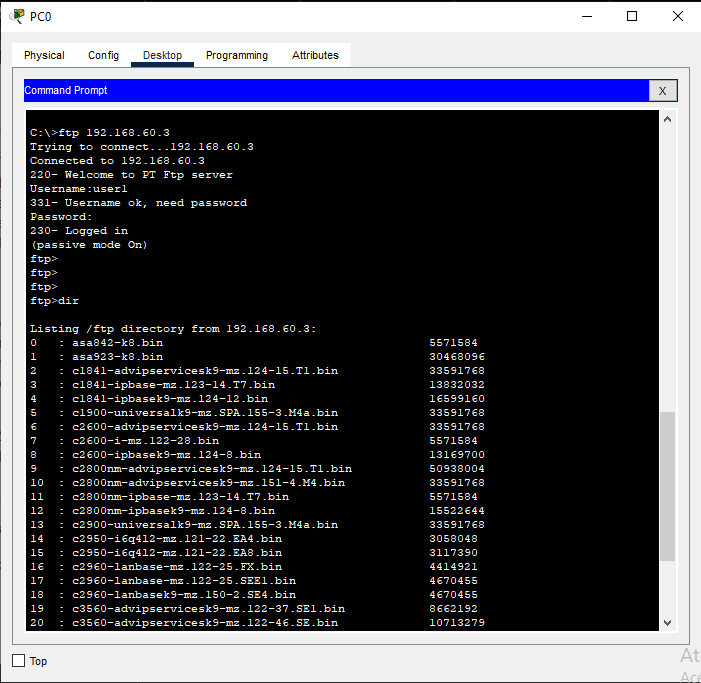 PC0
Physical Config Desktop Programming Attributes
Command Prompt X
C:\>ftp 192.168.60.3
Trying to connect...192.168.60.3
Connected to 192.168.60.3
220- Welcome to PT Ftp server
Username:user1
331- Username ok, need password
Password:
230- Logged in
(passive mode On)
ftp>
ftp>
ftp>
ftp>dir
Listing /ftp directory from 192.168.60.3:
0 : asa842-k8.bin 5571584
1 : asa923-k8.bin 30468096
2 : c1841-advipservicesk9-mz.124-15.T1.bin 33591768
3 : c1841-ipbase-mz.123-14.T7.bin 13832032
4 : c1841-ipbasek9-mz.124-12.bin 16599160
5 : c1900-universalk9-mz.SPA.155-3.M4a.bin 33591768
6 : c2600-advipservicesk9-mz.124-15.T1.bin 33591768
7 : c2600-i-mz.122-28.bin 5571584
8 : c2600-ipbasek9-mz.124-8.bin 13169700
9 : c2800nm-advipservicesk9-mz.124-15.T1.bin 50938004
10 : c2800nm-advipservicesk9-mz.151-4.M4.bin 33591768
11 : c2800nm-ipbase-mz.123-14.T7.bin 5571584
12 : c2800nm-ipbasek9-mz.124-8.bin 15522644
13 : c2900-universalk9-mz.SPA.155-3.M4a.bin 33591768
14 : c2950-i6q4l2-mz.121-22.EA4.bin 3058048
15 : c2950-i6q4l2-mz.121-22.EA8.bin 3117390
16 : c2960-lanbase-mz.122-25.FX.bin 4414921
17 : c2960-lanbase-mz.122-25.SEE1.bin 4670455
18 : c2960-lanbasek9-mz.150-2.SE4.bin 4670455
19 : c3560-advipservicesk9-mz.122-37.SE1.bin 8662192
20 : c3560-advipservicesk9-mz.122-46.SE.bin 10713279
Top